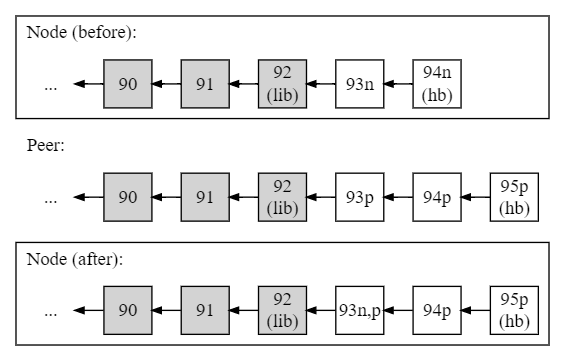 Node (before):
... 90 91 92 93n 94n
(lib) (hb)
Peer:
... 90 91 92 93p 94p 95p
(lib) (hb)
Node (after):
... 90 91 92 93n,p 94p 95p
(lib) (hb)